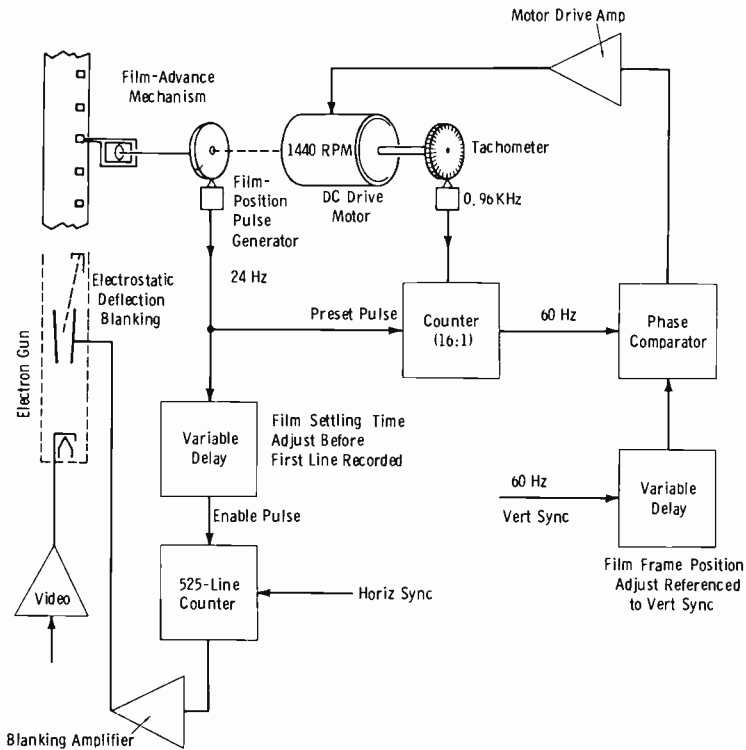 Motor Drive Amp
Film-Advance
Mechanism
1440 RPM
Tachometer
DC Drive
Motor
0.96KHz
Film-
Position
Pulse
Generator
24 Hz
Electrostatic
Deflection
Blanking
Electron Gun
Preset Pulse
Counter
(16:1)
60 Hz
Phase
Comparator
Variable
Delay
Film Settling Time
Adjust Before
First Line Recorded
60 Hz
Vert Sync
Variable
Delay
Enable Pulse
Film Frame Position
Adjust Referenced
to Vert Sync
525-Line
Counter
Horiz Sync
Video
Blanking Amplifier